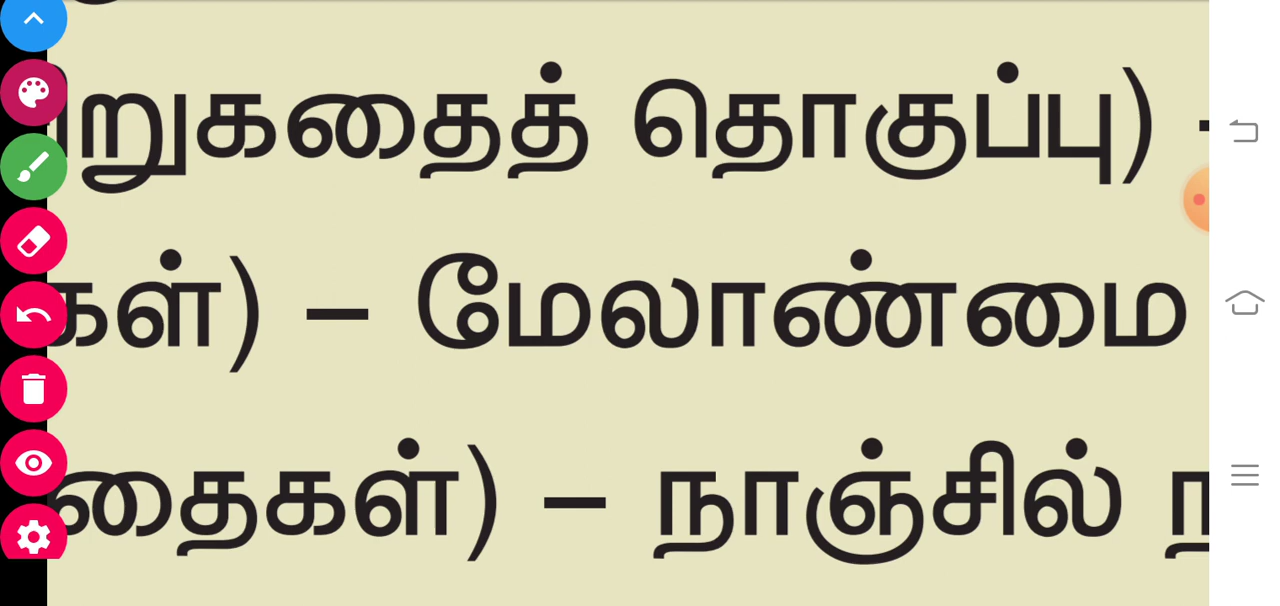 றுகதைத் தொகுப்பு) –
கள்) – மேலாண்மை
தைகள்) – நாஞ்சில்